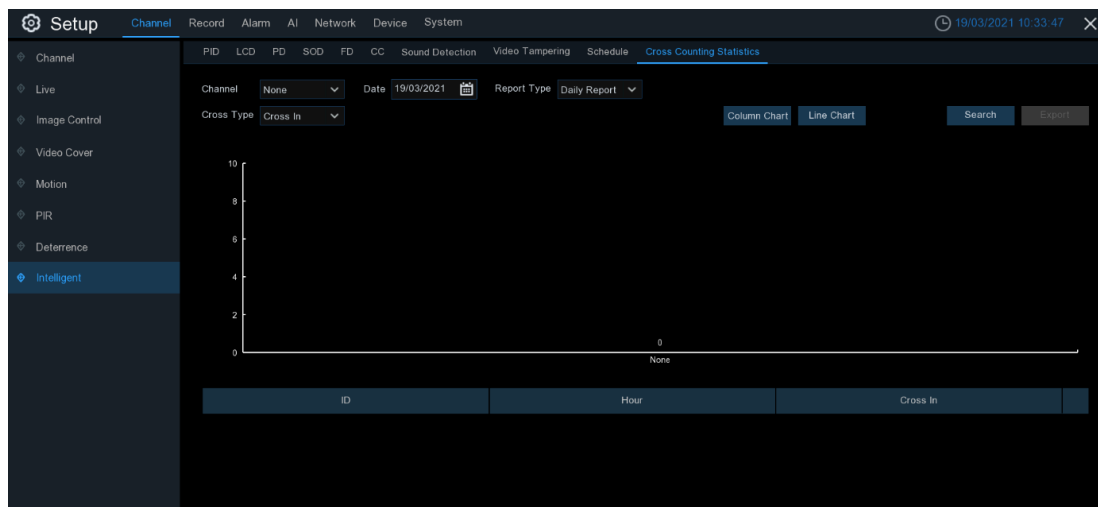 Setup Channel Record Alarm AI Network Device System 19/03/2021 10:33:47
Channel
Live
Image Control
Video Cover
Motion
PIR
Deterrence
Intelligent
PID LCD PD SOD FD CC Sound Detection Video Tampering Schedule Cross Counting Statistics
Channel None Date 19/03/2021 Report Type Daily Report
Cross Type Cross In Column Chart Line Chart Search Export
10
8
6
4
2
0
0
None
ID Hour Cross In